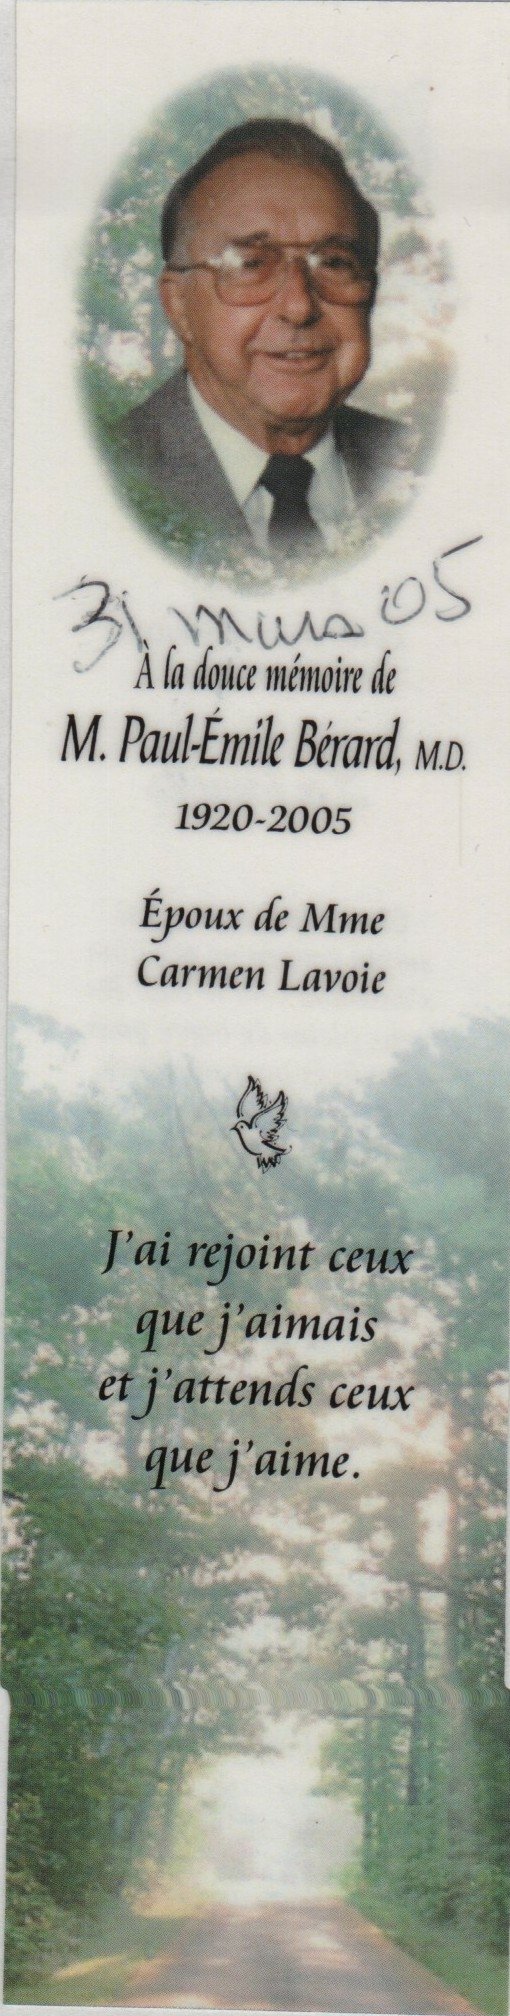 31 mars 05
À la douce mémoire de
M. Paul-Émile Bérard, M.D.
1920-2005
Époux de Mme
Carmen Lavoie
J'ai rejoint ceux
que j'aimais
et j'attends ceux
que j'aime.